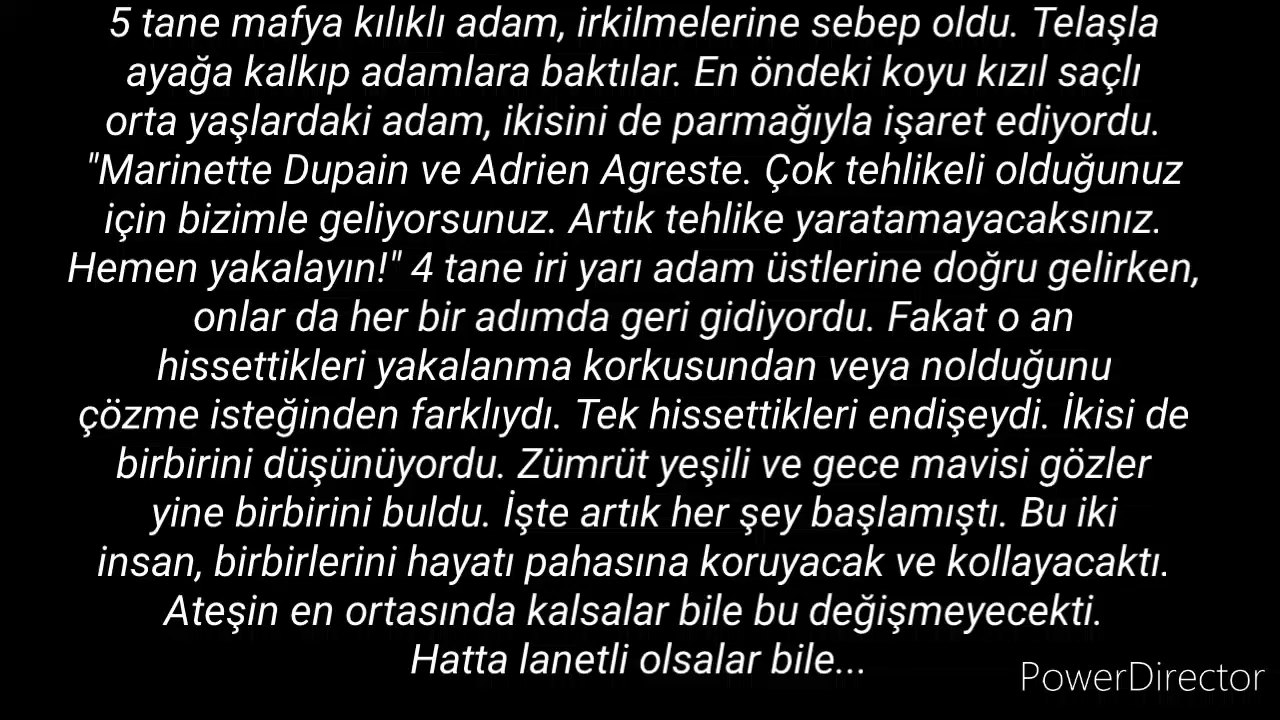 5 tane mafya kılıklı adam, irkilmelerine sebep oldu. Telaşla
ayağa kalkıp adamlara baktılar. En öndeki koyu kızıl saçlı
orta yaşlardaki adam, ikisini de parmağıyla işaret ediyordu.
"Marinette Dupain ve Adrien Agreste. Çok tehlikeli olduğunuz
için bizimle geliyorsunuz. Artık tehlike yaratamayacaksınız.
Hemen yakalayın!" 4 tane iri yarı adam üstlerine doğru gelirken,
onlar da her bir adımda geri gidiyordu. Fakat o an
hissettikleri yakalanma korkusundan veya nolduğunu
çözme isteğinden farklıydı. Tek hissettikleri endişeydi. İkisi de
birbirini düşünüyordu. Zümrüt yeşili ve gece mavisi gözler
yine birbirini buldu. İşte artık her şey başlamıştı. Bu iki
insan, birbirlerini hayatı pahasına koruyacak ve kollayacaktı.
Ateşin en ortasında kalsalar bile bu değişmeyecekti.
Hatta lanetli olsalar bile...
PowerDirector